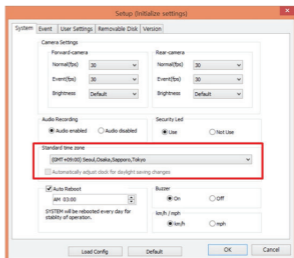 Setup (Initialize settings)
System Event User Settings Removable Disk Version
Camera Settings
Forward-camera Rear-camera
Normal(fps) 30 Normal(fps) 30
Event(fps) 30 Event(fps) 30
Brightness Default Brightness Default
Audio Recording Security Led
Audio enabled Audio disabled Use Not Use
Standard time zone
(GMT+09:00) Seoul,Osaka,Sapporo,Tokyo
Automatically adjust clock for daylight saving changes
Auto Reboot Buzzer
AM 03:00 On Off
SYSTEM will be rebooted every day for
stablity of operation.
km/h / mph
km/h mph
Load Config Default OK Cancel